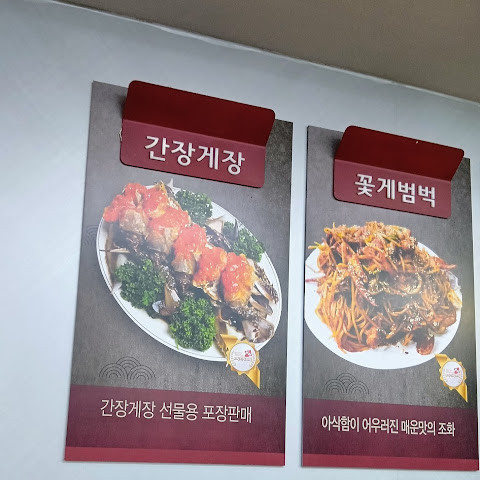 간장게장
간장게장 선물용 포장판매
꽃게범벅
아삭함이 어우러진 매운맛의 조화